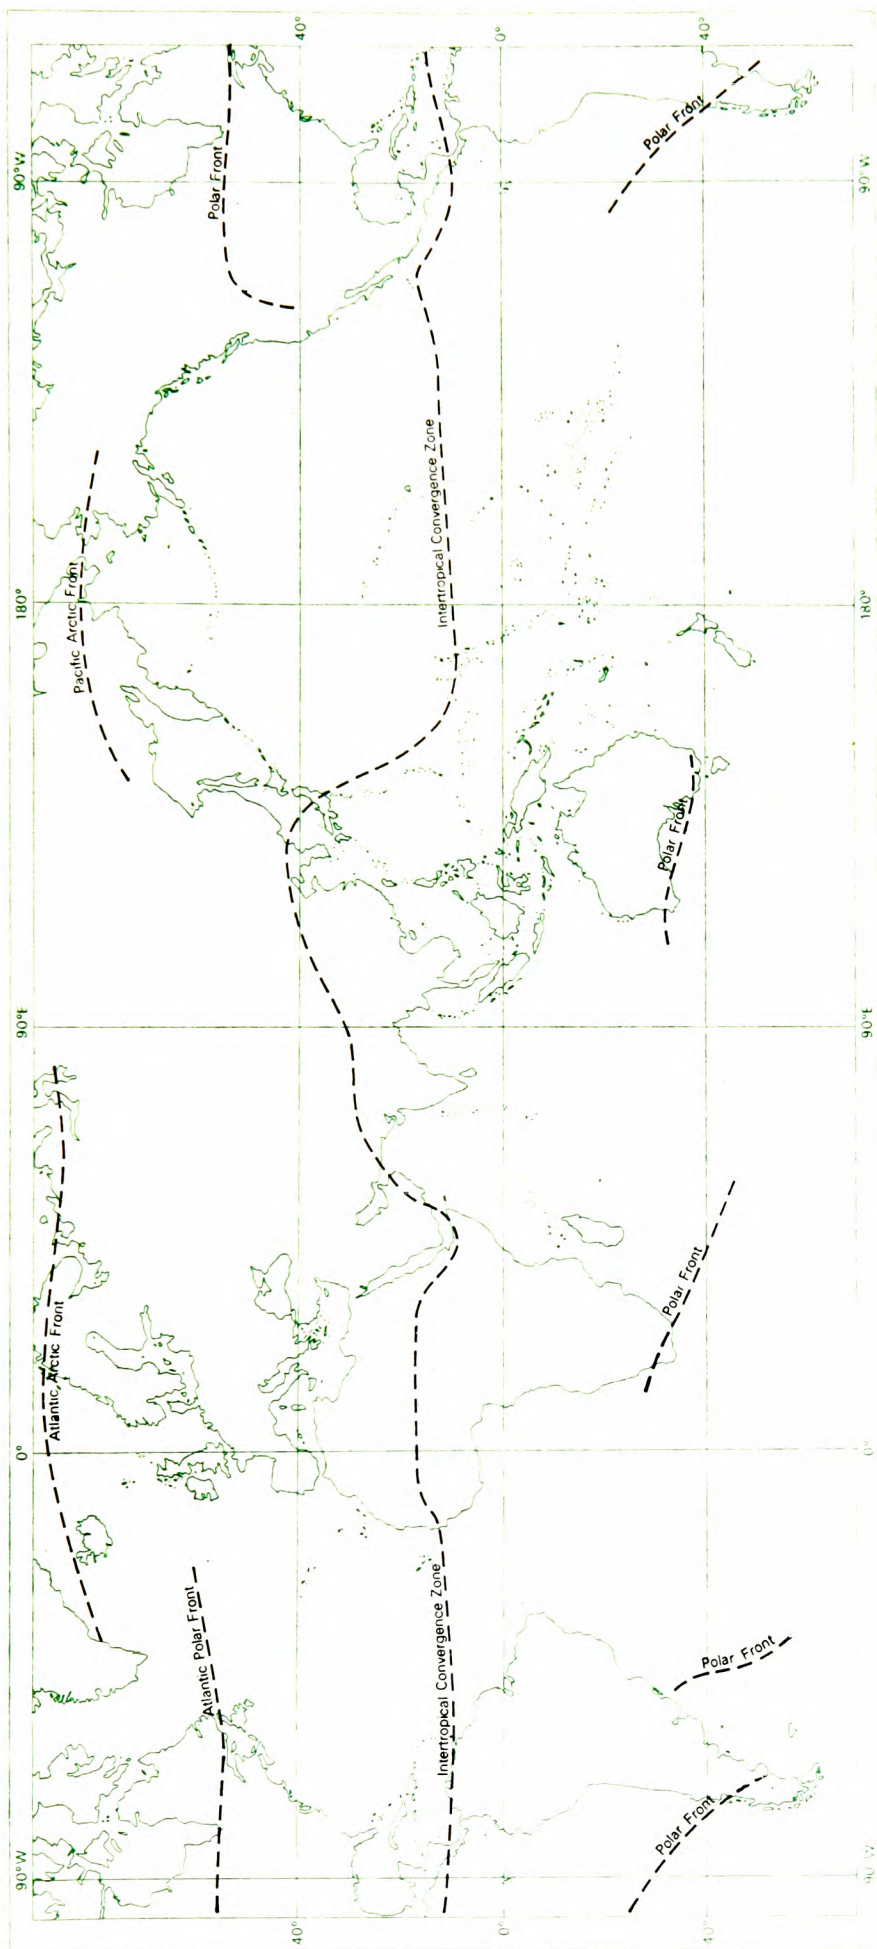 90°W
0°
90°E
180°
90°W
Atlantic, Arctic Front
Pacific Arctic Front
Atlantic Polar Front
Polar Front
40°
40°
Intertropical Convergence Zone
Intertropical Convergence Zone
0°
0°
Polar Front
Polar Front
Polar Front
Polar Front
Polar Front
40°
40°
90°W
0°
90°E
180°
90°W